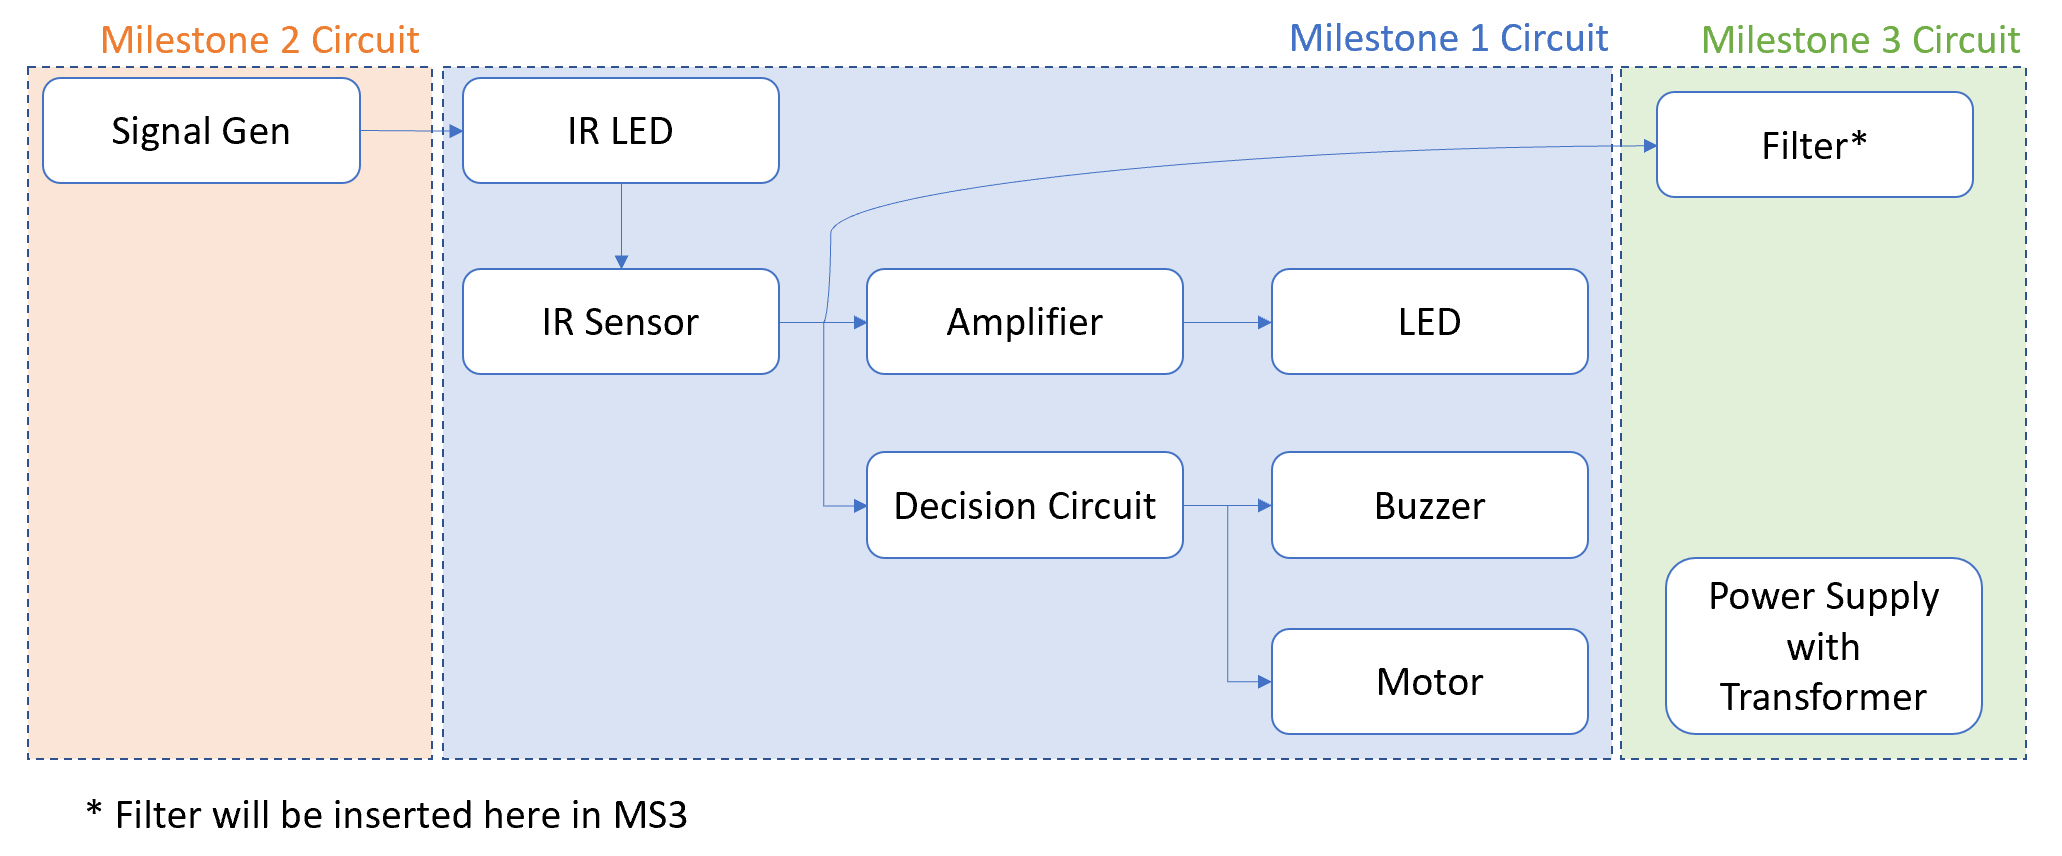 Milestone 2 Circuit
Milestone 1 Circuit
Milestone 3 Circuit
Signal Gen
IR LED
Filter*
IR Sensor
Amplifier
LED
Decision Circuit
Buzzer
Motor
Power Supply
with
Transformer
* Filter will be inserted here in MS3